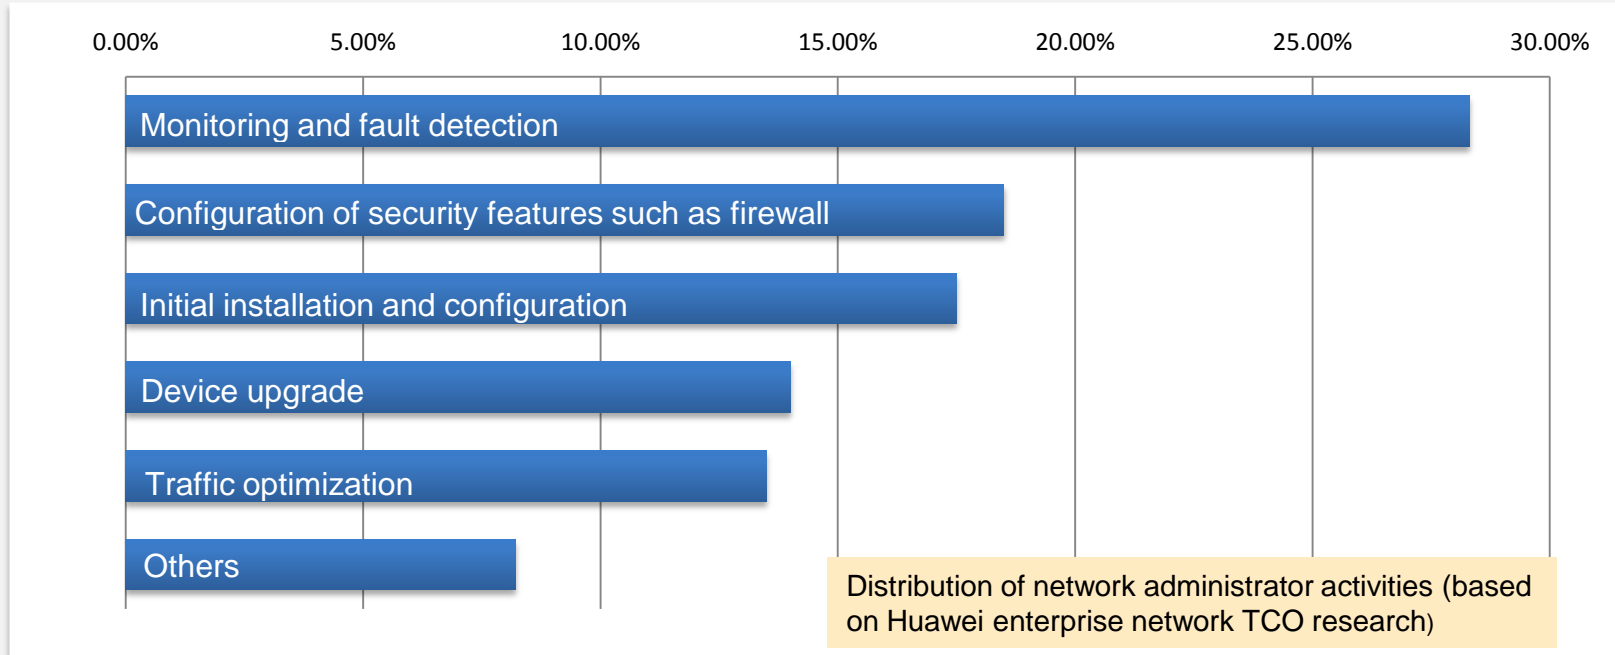 0.00% 5.00% 10.00% 15.00% 20.00% 25.00% 30.00%
Monitoring and fault detection
Configuration of security features such as firewall
Initial installation and configuration
Device upgrade
Traffic optimization
Others
Distribution of network administrator activities (based
on Huawei enterprise network TCO research)